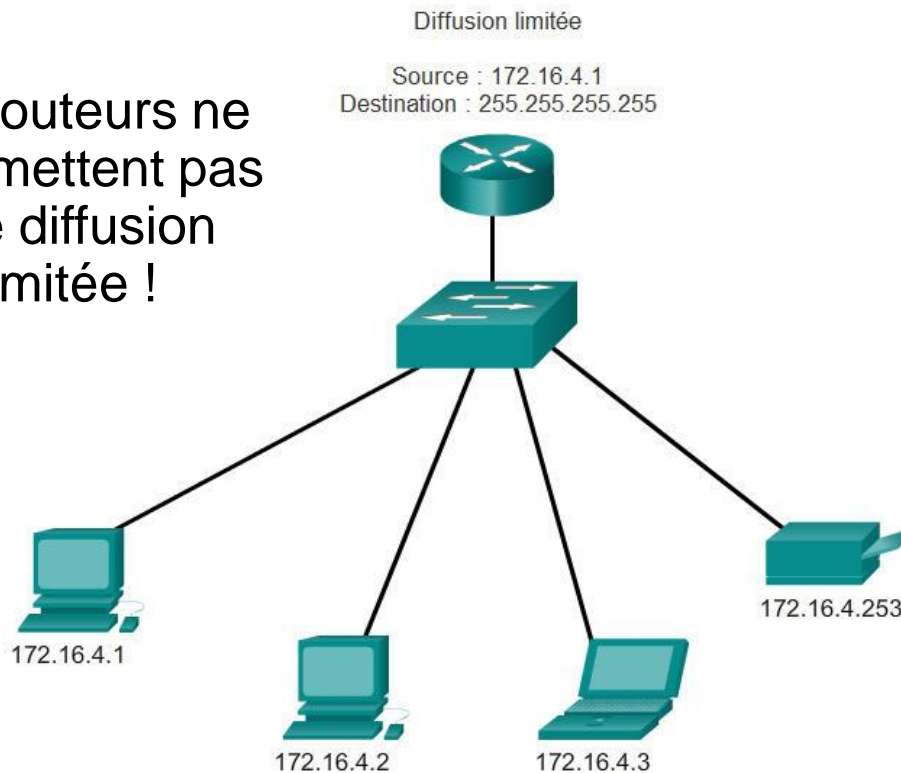 Diffusion limitée
Source : 172.16.4.1
Destination : 255.255.255.255
outeurs ne
mettent pas
e diffusion
mitée !
172.16.4.1
172.16.4.2
172.16.4.3
172.16.4.253